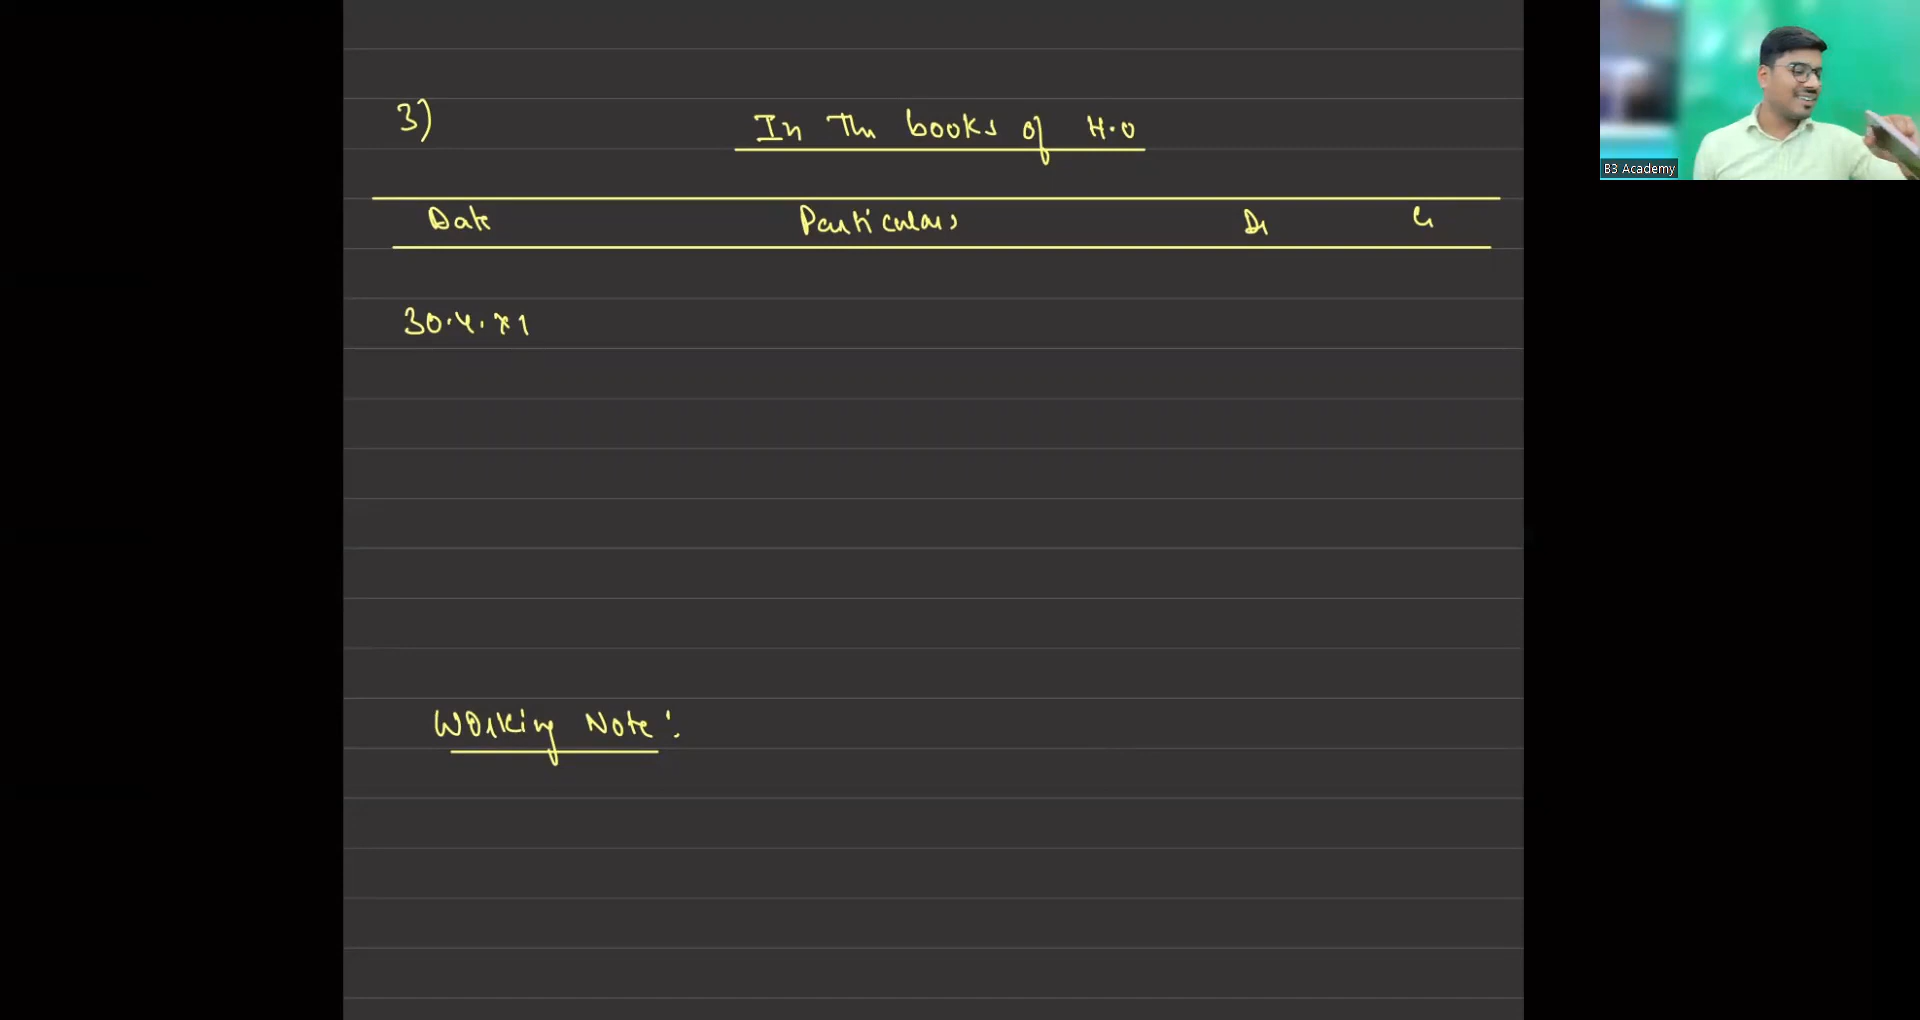 3)
In The books of H.O
Date Particulars Dr Cr
30.4.x1
Working Note:
B3 Academy